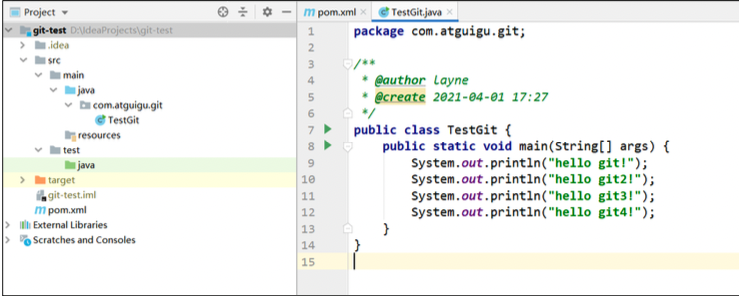 Project
git-test D:\IdeaProjects\git-test
.idea
src
main
java
com.atguigu.git
TestGit
resources
test
java
target
git-test.iml
m pom.xml
External Libraries
Scratches and Consoles
m pom.xml × TestGit.java ×
1 package com.atguigu.git;
2
3 /**
4 * @author Layne
5 * @create 2021-04-01 17:27
6 */
7 public class TestGit {
8 public static void main(String[] args) {
9 System.out.println("hello git!");
10 System.out.println("hello git2!");
11 System.out.println("hello git3!");
12 System.out.println("hello git4!");
13 }
14 }
15